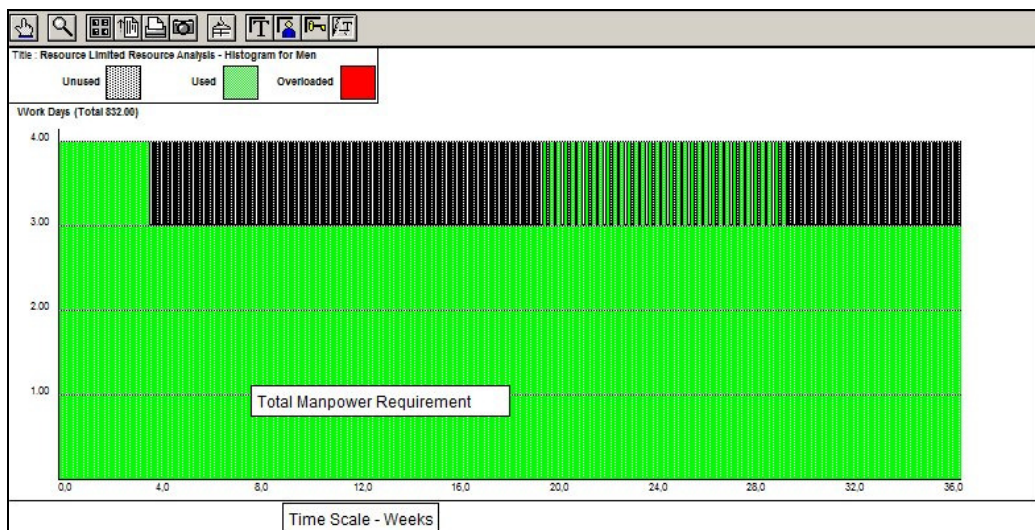 T
T
Title : Resource Limited Resource Analysis - Histogram for Men
Unused Used Overloaded
Work Days (Total 832.00)
4.00
3.00
2.00
1.00
Total Manpower Requirement
0,0 4,0 8,0 12,0 16,0 20,0 24,0 28,0 32,0 36,0
Time Scale - Weeks